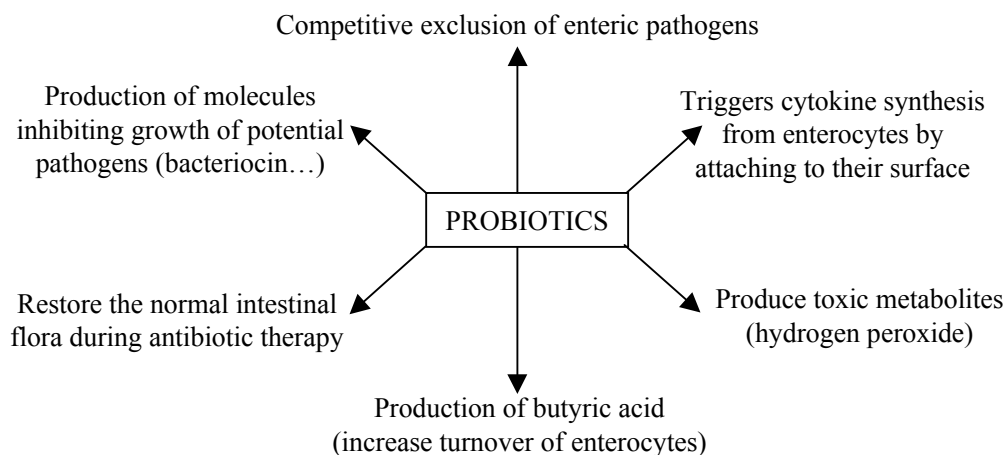 Competitive exclusion of enteric pathogens
Production of molecules
inhibiting growth of potential
pathogens (bacteriocin…)
Triggers cytokine synthesis
from enterocytes by
attaching to their surface
PROBIOTICS
Restore the normal intestinal
flora during antibiotic therapy
Produce toxic metabolites
(hydrogen peroxide)
Production of butyric acid
(increase turnover of enterocytes)